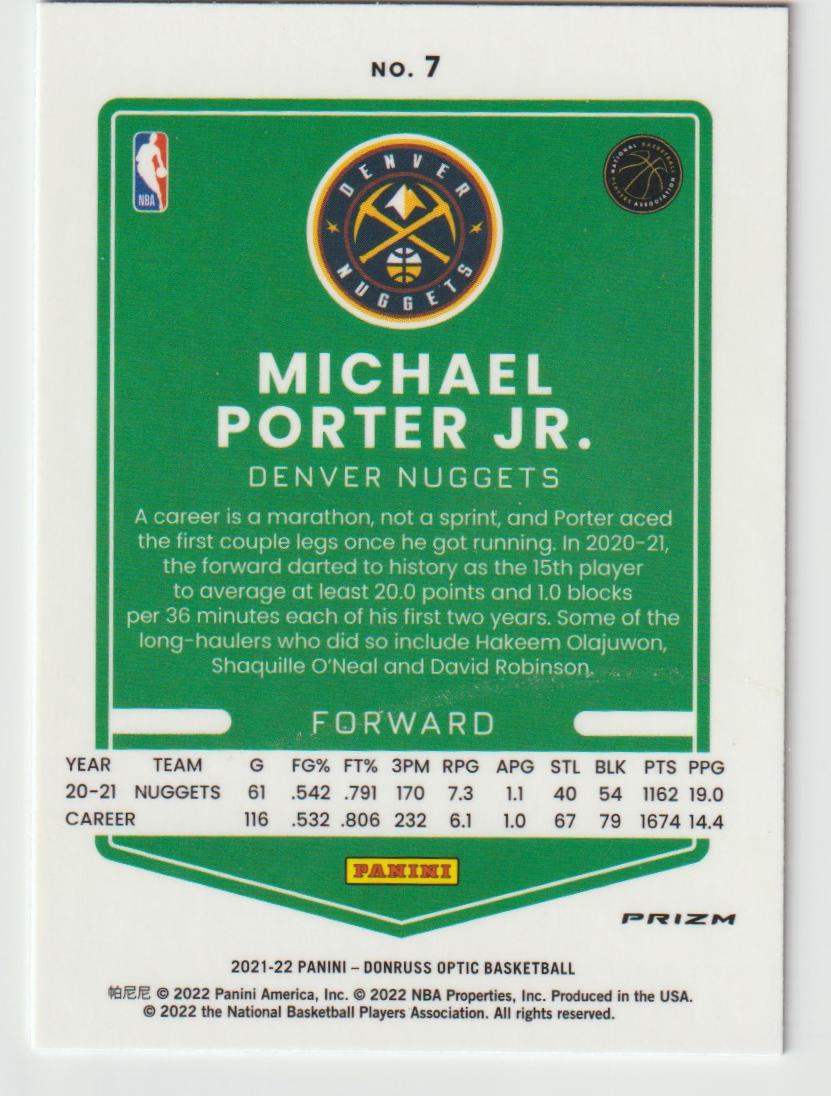 NO. 7
NBA
NATIONAL BASKETBALL PLAYERS ASSOCIATION
DENVER NUGGETS
MICHAEL
PORTER JR.
DENVER NUGGETS
A career is a marathon, not a sprint, and Porter aced
the first couple legs once he got running. In 2020-21,
the forward darted to history as the 15th player
to average at least 20.0 points and 1.0 blocks
per 36 minutes each of his first two years. Some of the
long-haulers who did so include Hakeem Olajuwon,
Shaquille O'Neal and David Robinson.
FORWARD
YEAR TEAM G FG% FT% 3PM RPG APG STL BLK PTS PPG
20-21 NUGGETS 61 .542 .791 170 7.3 1.1 40 54 1162 19.0
CAREER 116 .532 .806 232 6.1 1.0 67 79 1674 14.4
PANINI
PRIZM
2021-22 PANINI – DONRUSS OPTIC BASKETBALL
帕尼尼 © 2022 Panini America, Inc. © 2022 NBA Properties, Inc. Produced in the USA.
© 2022 the National Basketball Players Association. All rights reserved.